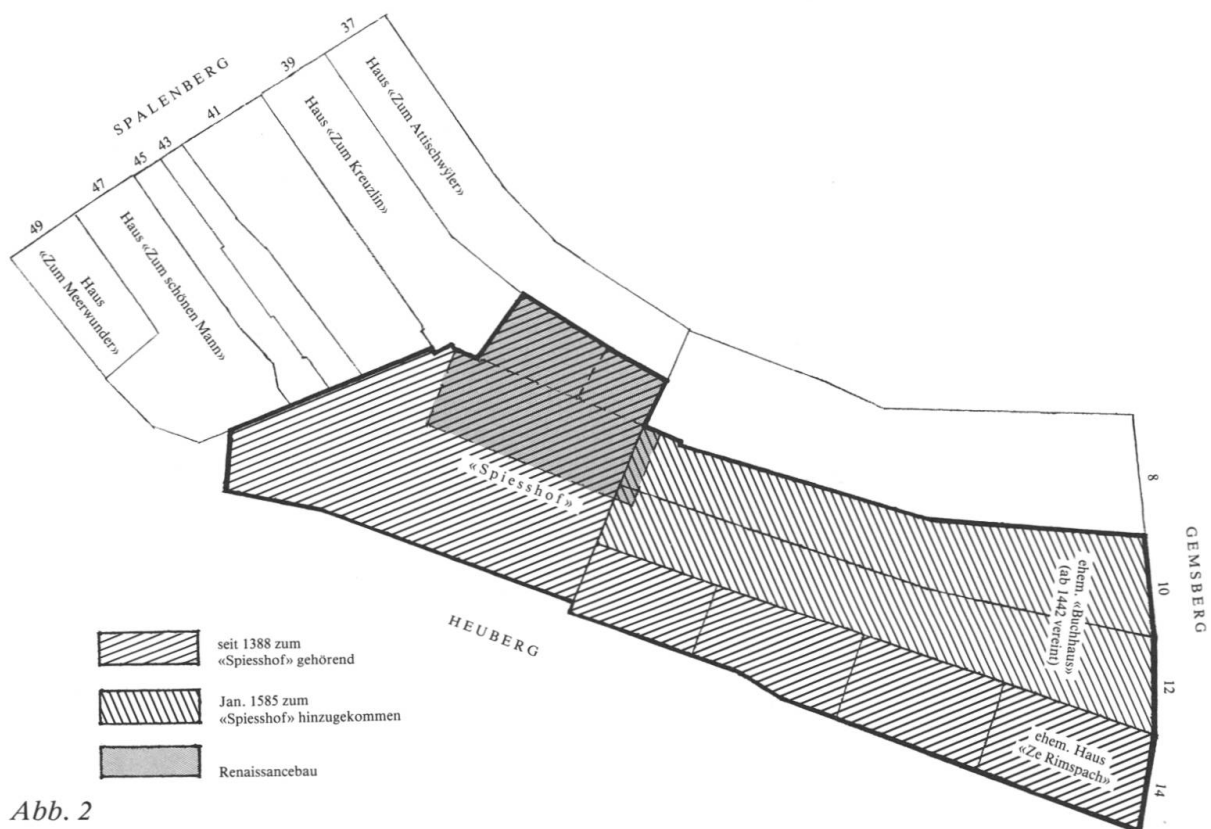 SPALENBERG
37
39
41
43
45
47
49
Haus «Zum Attischwÿler»
Haus «Zum Kreuzlin»
Haus «Zum schönen Mann»
Haus
«Zum Meerwunder»
«Spiesshof»
HEUBERG
GEMSBERG
8
10
12
14
ehem. «Buchhaus»
(ab 1442 vereint)
ehem. Haus
«Ze Rimspach»
seit 1388 zum
«Spiesshof» gehörend
Jan. 1585 zum
«Spiesshof» hinzugekommen
Renaissancebau
Abb. 2